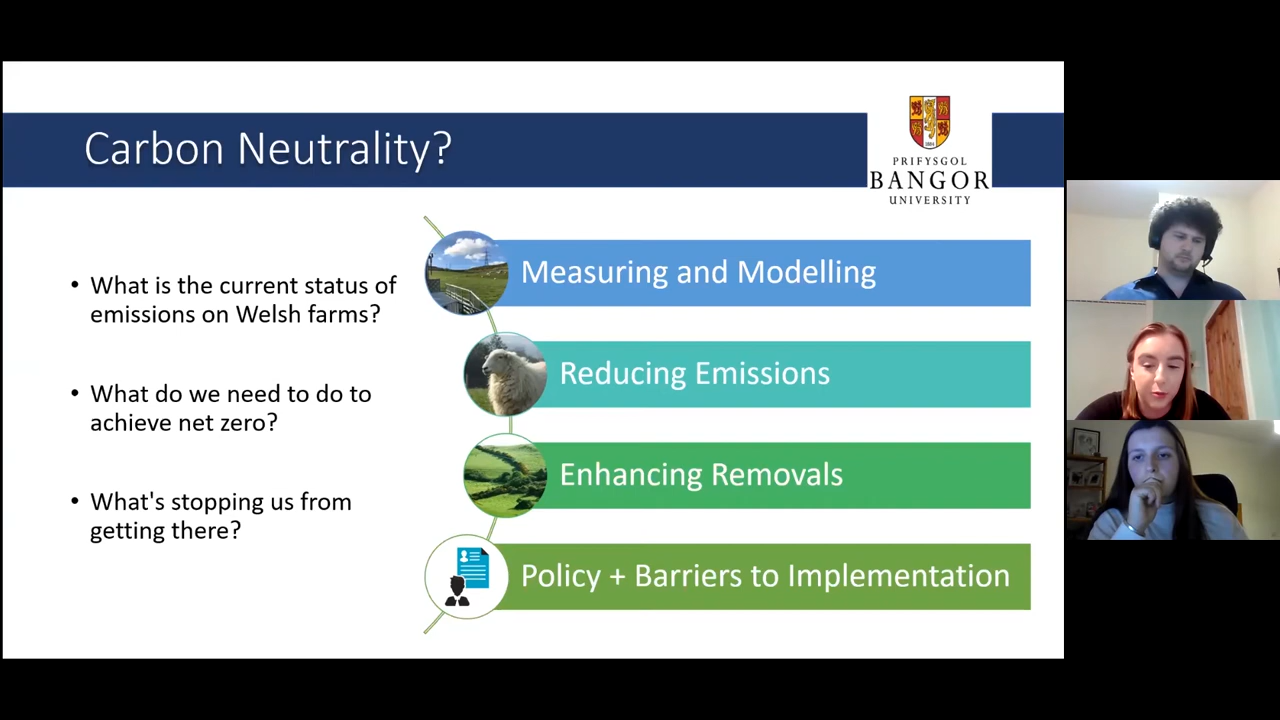 Carbon Neutrality?
PRIFYSGOL
BANGOR
UNIVERSITY
• What is the current status of
emissions on Welsh farms?
• What do we need to do to
achieve net zero?
• What's stopping us from
getting there?
Measuring and Modelling
Reducing Emissions
Enhancing Removals
Policy + Barriers to Implementation